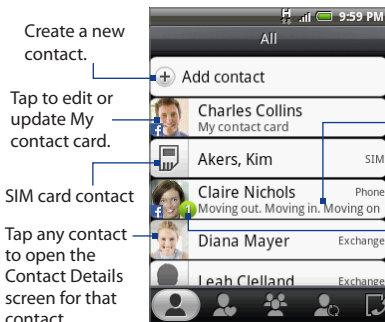 Create a new
contact.
Tap to edit or
update My
contact card.
SIM card contact
Tap any contact
to open the
Contact Details
screen for that
contact.
H 9:59 PM
All
Add contact
Charles Collins
My contact card
Akers, Kim SIM
Claire Nichols Phone
1 Moving out. Moving in. Moving on
Diana Mayer Exchange
Leah Clelland Exchange